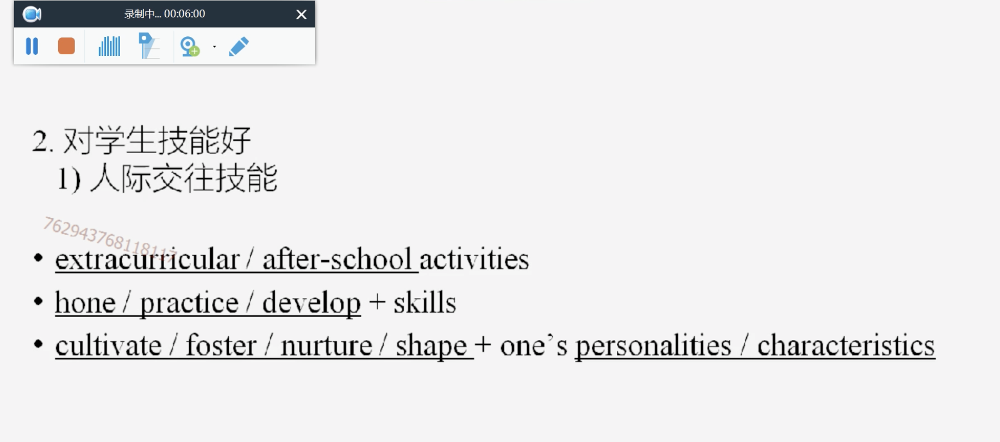 录制中... 00:06:00
2. 对学生技能好
1) 人际交往技能
762943768118117
• extracurricular / after-school activities
• hone / practice / develop + skills
• cultivate / foster / nurture / shape + one’s personalities / characteristics